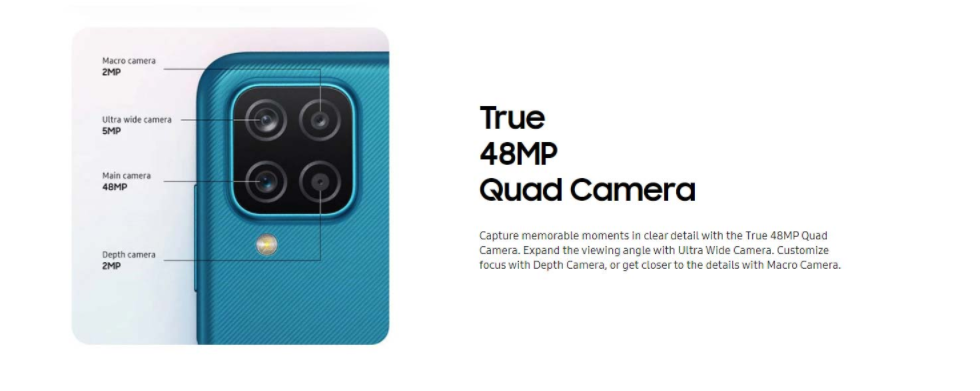 Macro camera
2MP
Ultra wide camera
5MP
Main camera
48MP
Depth camera
2MP
True
48MP
Quad Camera
Capture memorable moments in clear detail with the True 48MP Quad
Camera. Expand the viewing angle with Ultra Wide Camera. Customize
focus with Depth Camera, or get closer to the details with Macro Camera.